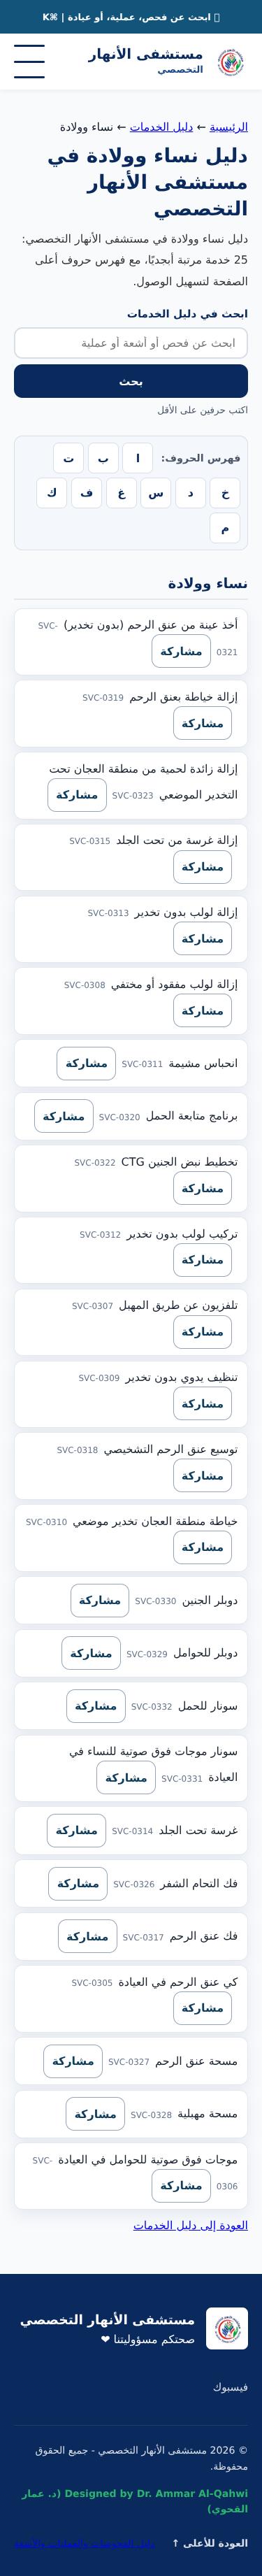 ابحث عن فحص، عملية، أو عيادة | ⌘K
مستشفى الأنهار
التخصصي
الرئيسية ← دليل الخدمات ← نساء وولادة
دليل نساء وولادة في
مستشفى الأنهار
التخصصي
دليل نساء وولادة في مستشفى الأنهار التخصصي:
25 خدمة مرتبة أبجديًا، مع فهرس حروف أعلى
الصفحة لتسهيل الوصول.
ابحث في دليل الخدمات
ابحث عن فحص أو أشعة أو عملية
بحث
اكتب حرفين على الأقل
فهرس الحروف: ا ب ت
خ د س غ ف ك
م
نساء وولادة
أخذ عينة من عنق الرحم (بدون تخدير) SVC-
0321 مشاركة
إزالة خياطة بعنق الرحم SVC-0319
مشاركة
إزالة زائدة لحمية من منطقة العجان تحت
التخدير الموضعي SVC-0323 مشاركة
إزالة غرسة من تحت الجلد SVC-0315
مشاركة
إزالة لولب بدون تخدير SVC-0313
مشاركة
إزالة لولب مفقود أو مختفي SVC-0308
مشاركة
انحباس مشيمة SVC-0311 مشاركة
برنامج متابعة الحمل SVC-0320 مشاركة
تخطيط نبض الجنين CTG SVC-0322
مشاركة
تركيب لولب بدون تخدير SVC-0312
مشاركة
تلفزيون عن طريق المهبل SVC-0307
مشاركة
تنظيف يدوي بدون تخدير SVC-0309
مشاركة
توسيع عنق الرحم التشخيصي SVC-0318
مشاركة
خياطة منطقة العجان تخدير موضعي SVC-0310
مشاركة
دوبلر الجنين SVC-0330 مشاركة
دوبلر للحوامل SVC-0329 مشاركة
سونار للحمل SVC-0332 مشاركة
سونار موجات فوق صوتية للنساء في
العيادة SVC-0331 مشاركة
غرسة تحت الجلد SVC-0314 مشاركة
فك التحام الشفر SVC-0326 مشاركة
فك عنق الرحم SVC-0317 مشاركة
كي عنق الرحم في العيادة SVC-0305
مشاركة
مسحة عنق الرحم SVC-0327 مشاركة
مسحة مهبلية SVC-0328 مشاركة
موجات فوق صوتية للحوامل في العيادة SVC-
0306 مشاركة
العودة إلى دليل الخدمات
مستشفى الأنهار التخصصي
صحتكم مسؤوليتنا ❤
فيسبوك
© 2026 مستشفى الأنهار التخصصي - جميع الحقوق
محفوظة.
Designed by Dr. Ammar Al-Qahwi (د. عمار
القحوي)
العودة للأعلى ↑